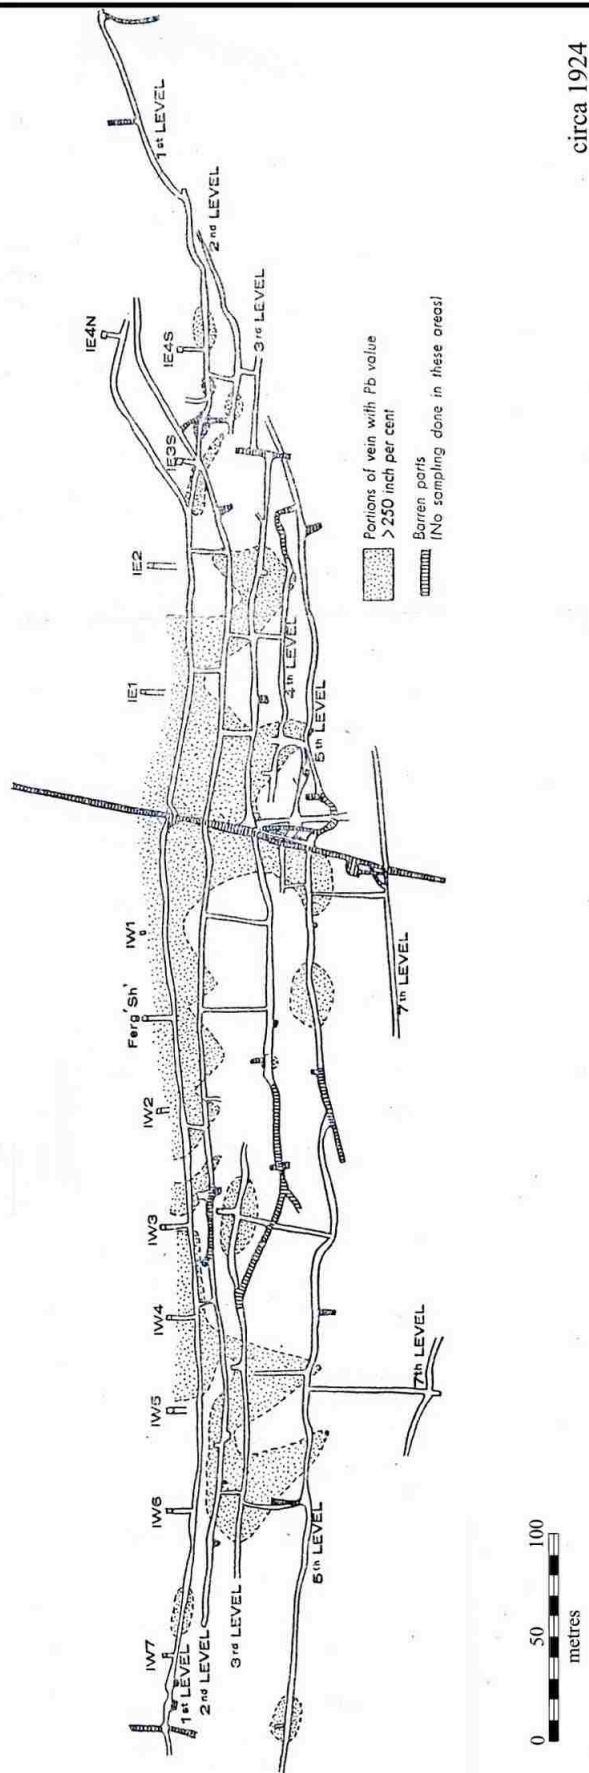 circa 1924
1st LEVEL
2nd LEVEL
3rd LEVEL
IE4N
IE4S
IE3S
IE2
IE1
4th LEVEL
5th LEVEL
7th LEVEL
IW1
Ferg' Sh'
IW2
IW3
IW4
IW5
IW6
IW7
7th LEVEL
1st LEVEL
2nd LEVEL
3rd LEVEL
5th LEVEL
Portions of vein with Pb value
>250 inch per cent
Barren parts
(No sampling done in these areas)
0 50 100
metres